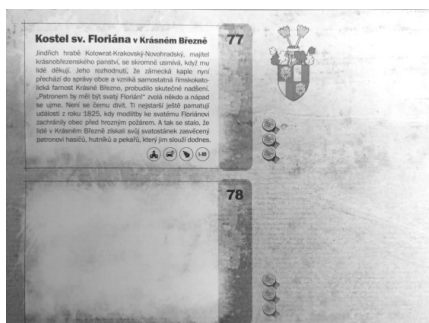 Kostel sv. Floriána v Krásném Březně
77
Jindřich hrabě Kolowrat-Krakovský-Novohradský, majitel
krásnobřezenského panství, se skromně usmívá, když mu
lidé děkují. Jeho rozhodnutí, že zámecká kaple nyní
přechází do správy obce a vzniká samostatná římskokato-
lická farnost Krásné Březno, probudilo skutečné nadšení.
„Patronem by měl být svatý Florián!" zvolá někdo a nápad
se ujme. Není se čemu divit. Ti nejstarší ještě pamatují
události z roku 1825, kdy modlitby ke svatému Floriánovi
zachránily obec před hrozným požárem. A tak se stalo, že
lidé v Krásném Březně získali svůj svatostánek zasvěcený
patronovi hasičů, hutníků a pekařů, který jim slouží dodnes.
78